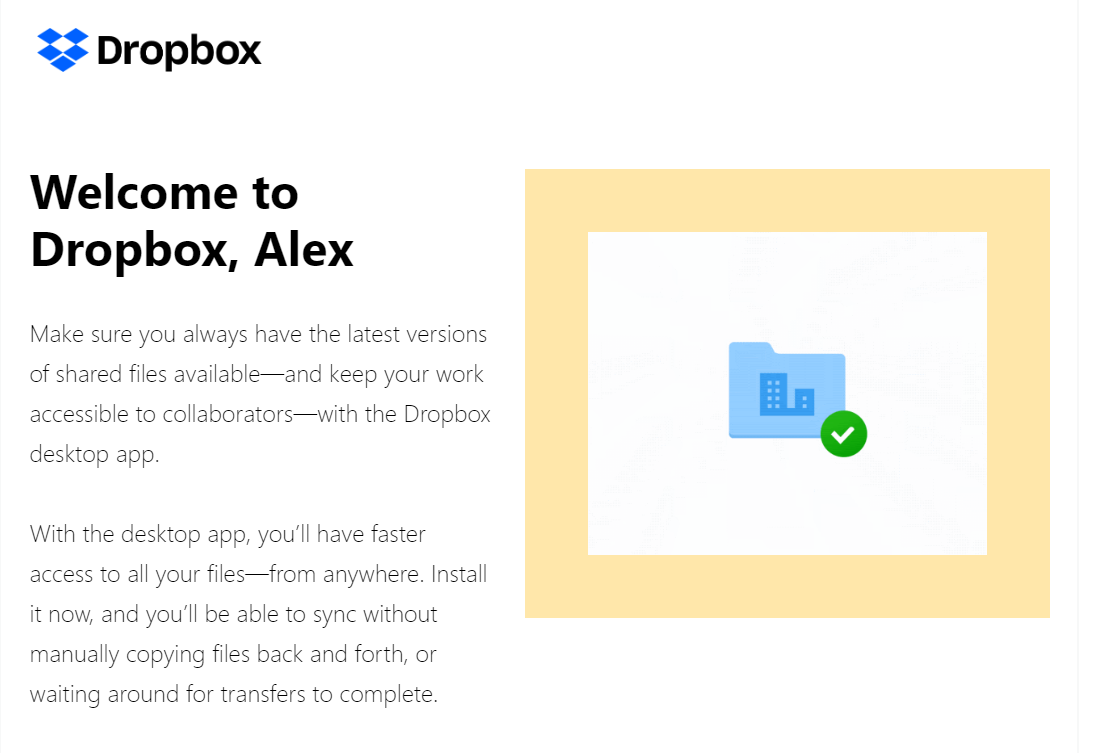 Dropbox
Welcome to
Dropbox, Alex
Make sure you always have the latest versions
of shared files available—and keep your work
accessible to collaborators—with the Dropbox
desktop app.
With the desktop app, you’ll have faster
access to all your files—from anywhere. Install
it now, and you’ll be able to sync without
manually copying files back and forth, or
waiting around for transfers to complete.